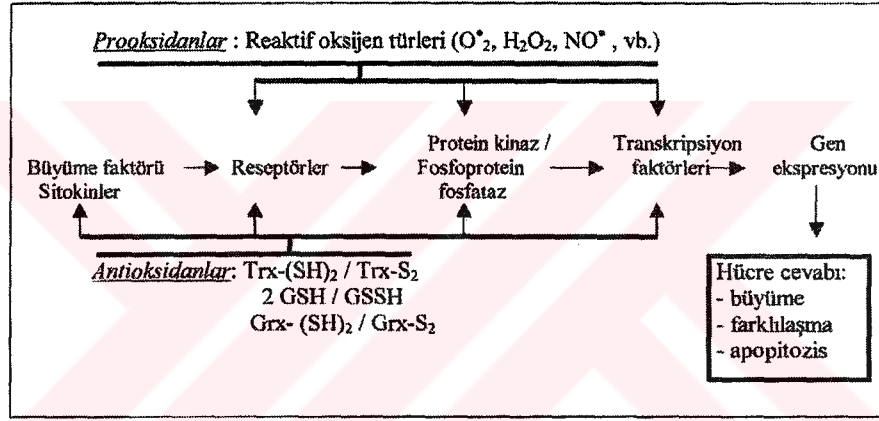 Prooksidanlar : Reaktif oksijen türleri (O•2, H2O2, NO• , vb.)
Büyüme faktörü
Sitokinler
Reseptörler
Protein kinaz /
Fosfoprotein
fosfataz
Transkripsiyon
faktörleri
Gen
ekspresyonu
Antioksidanlar: Trx-(SH)2 / Trx-S2
2 GSH / GSSH
Grx- (SH)2 / Grx-S2
Hücre cevabı:
- büyüme
- farklılaşma
- apopitozis